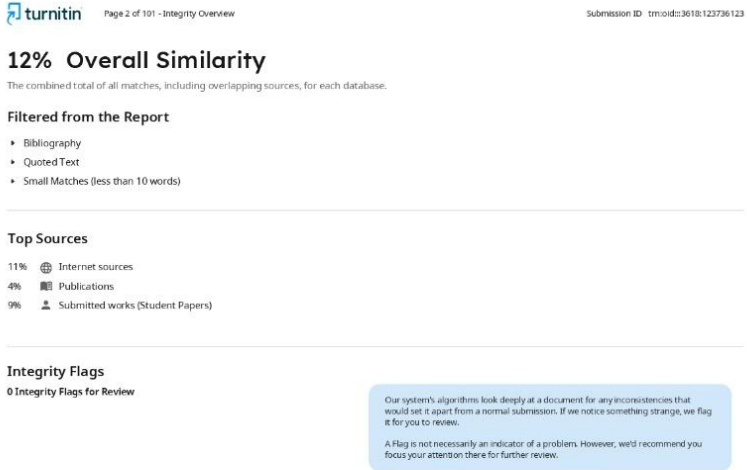 turnitin Page 2 of 101 - Integrity Overview Submission ID trn:oid:::3618:123736123
12% Overall Similarity
The combined total of all matches, including overlapping sources, for each database.
Filtered from the Report
Bibliography
Quoted Text
Small Matches (less than 10 words)
Top Sources
11% Internet sources
4% Publications
9% Submitted works (Student Papers)
Integrity Flags
0 Integrity Flags for Review
Our system's algorithms look deeply at a document for any inconsistencies that
would set it apart from a normal submission. If we notice something strange, we flag
it for you to review.
A Flag is not necessarily an indicator of a problem. However, we'd recommend you
focus your attention there for further review.